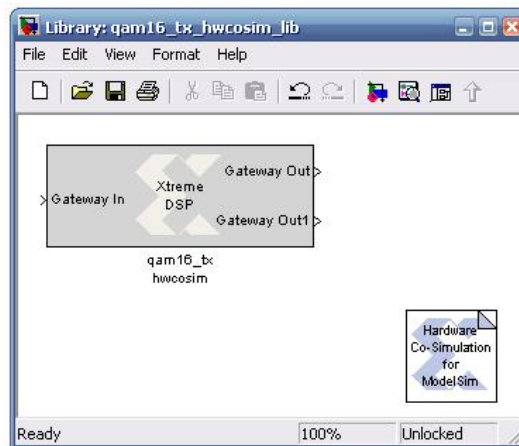 Library: qam16_tx_hwcosim_lib
File Edit View Format Help
Gateway In
Xtreme
DSP
Gateway Out
Gateway Out1
qam16_tx
hwcosim
Hardware
Co-Simulation
for
ModelSim
Ready
100%
Unlocked